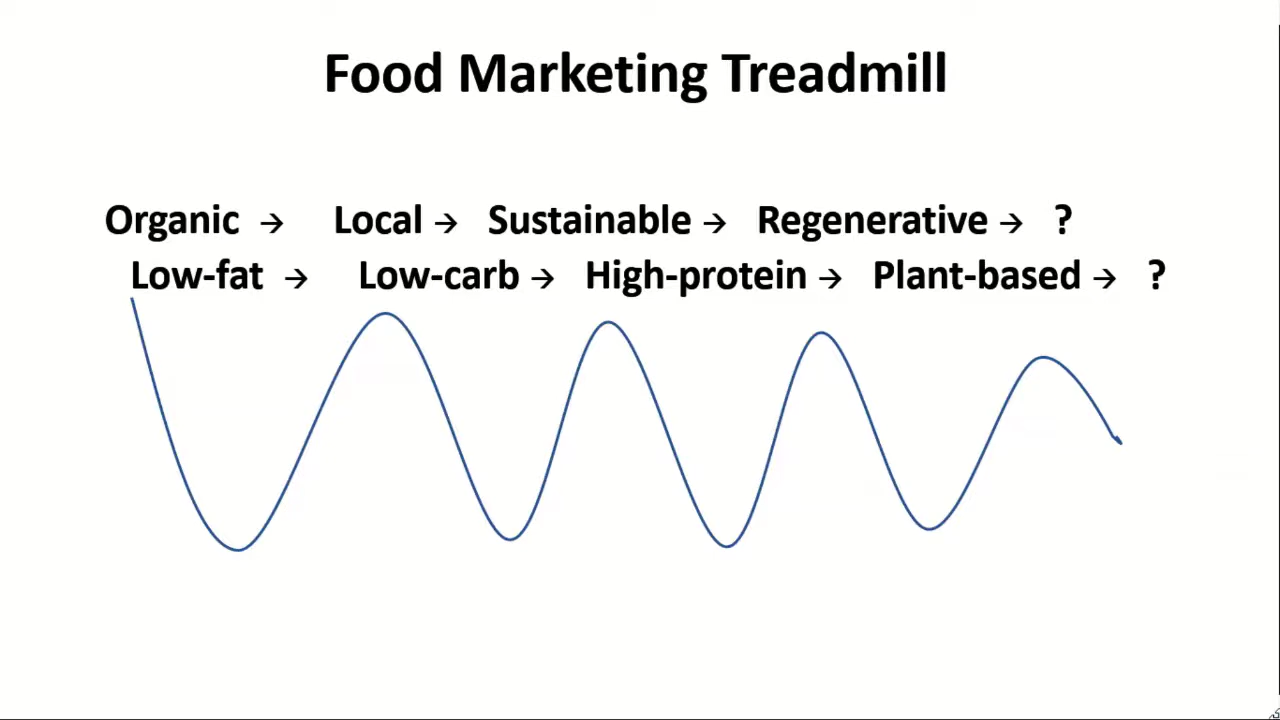 Food Marketing Treadmill
Organic → Local → Sustainable → Regenerative → ?
Low-fat → Low-carb → High-protein → Plant-based → ?